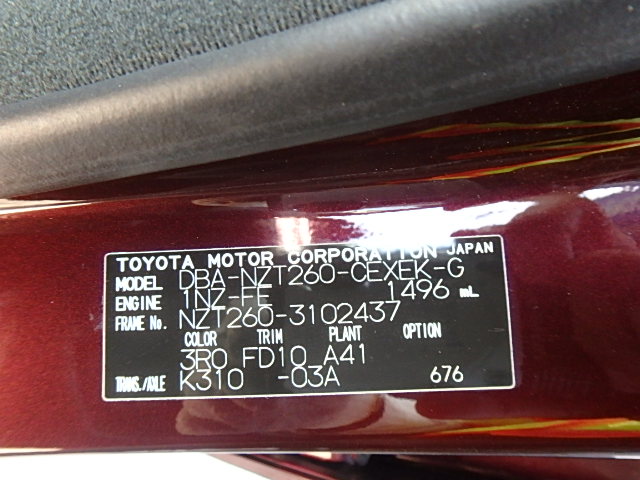 TOYOTA MOTOR CORPORATION JAPAN
MODEL DBA-NZT260-CEXEK-G
ENGINE 1NZ-FE 1496 mL
FRAME No. NZT260-3102437
COLOR TRIM PLANT OPTION
3R0 FD10 A41
TRANS./AXLE K310 -03A 676